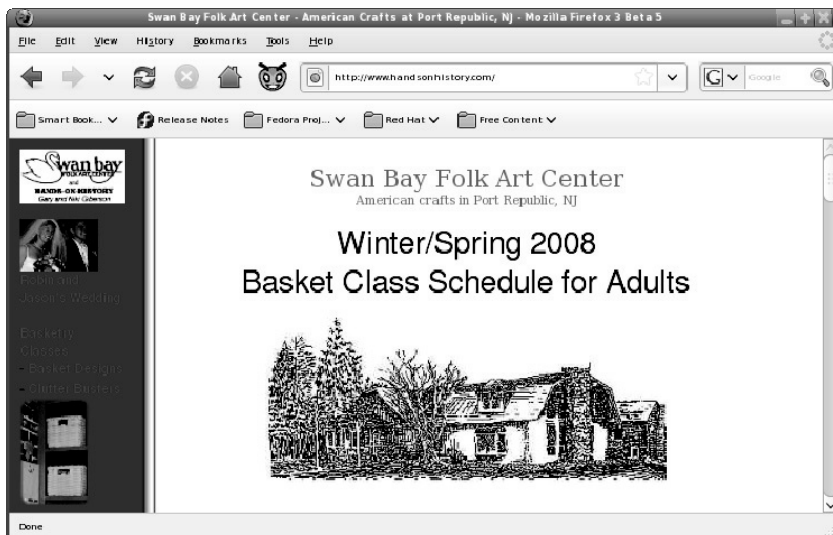 Swan Bay Folk Art Center - American Crafts at Port Republic, NJ - Mozilla Firefox 3 Beta 5
File Edit View History Bookmarks Tools Help
http://www.handsonhistory.com/
G Google
Smart Book... Release Notes Fedora Proj... Red Hat Free Content
Swan bay
FOLK ART CENTER
and
HANDS-ON-HISTORY
Gary and Niki Giberson
Robin and
Jason's Wedding
Basketry
Classes
- Basket Designs
- Clutter Busters
Swan Bay Folk Art Center
American crafts in Port Republic, NJ
Winter/Spring 2008
Basket Class Schedule for Adults
Done